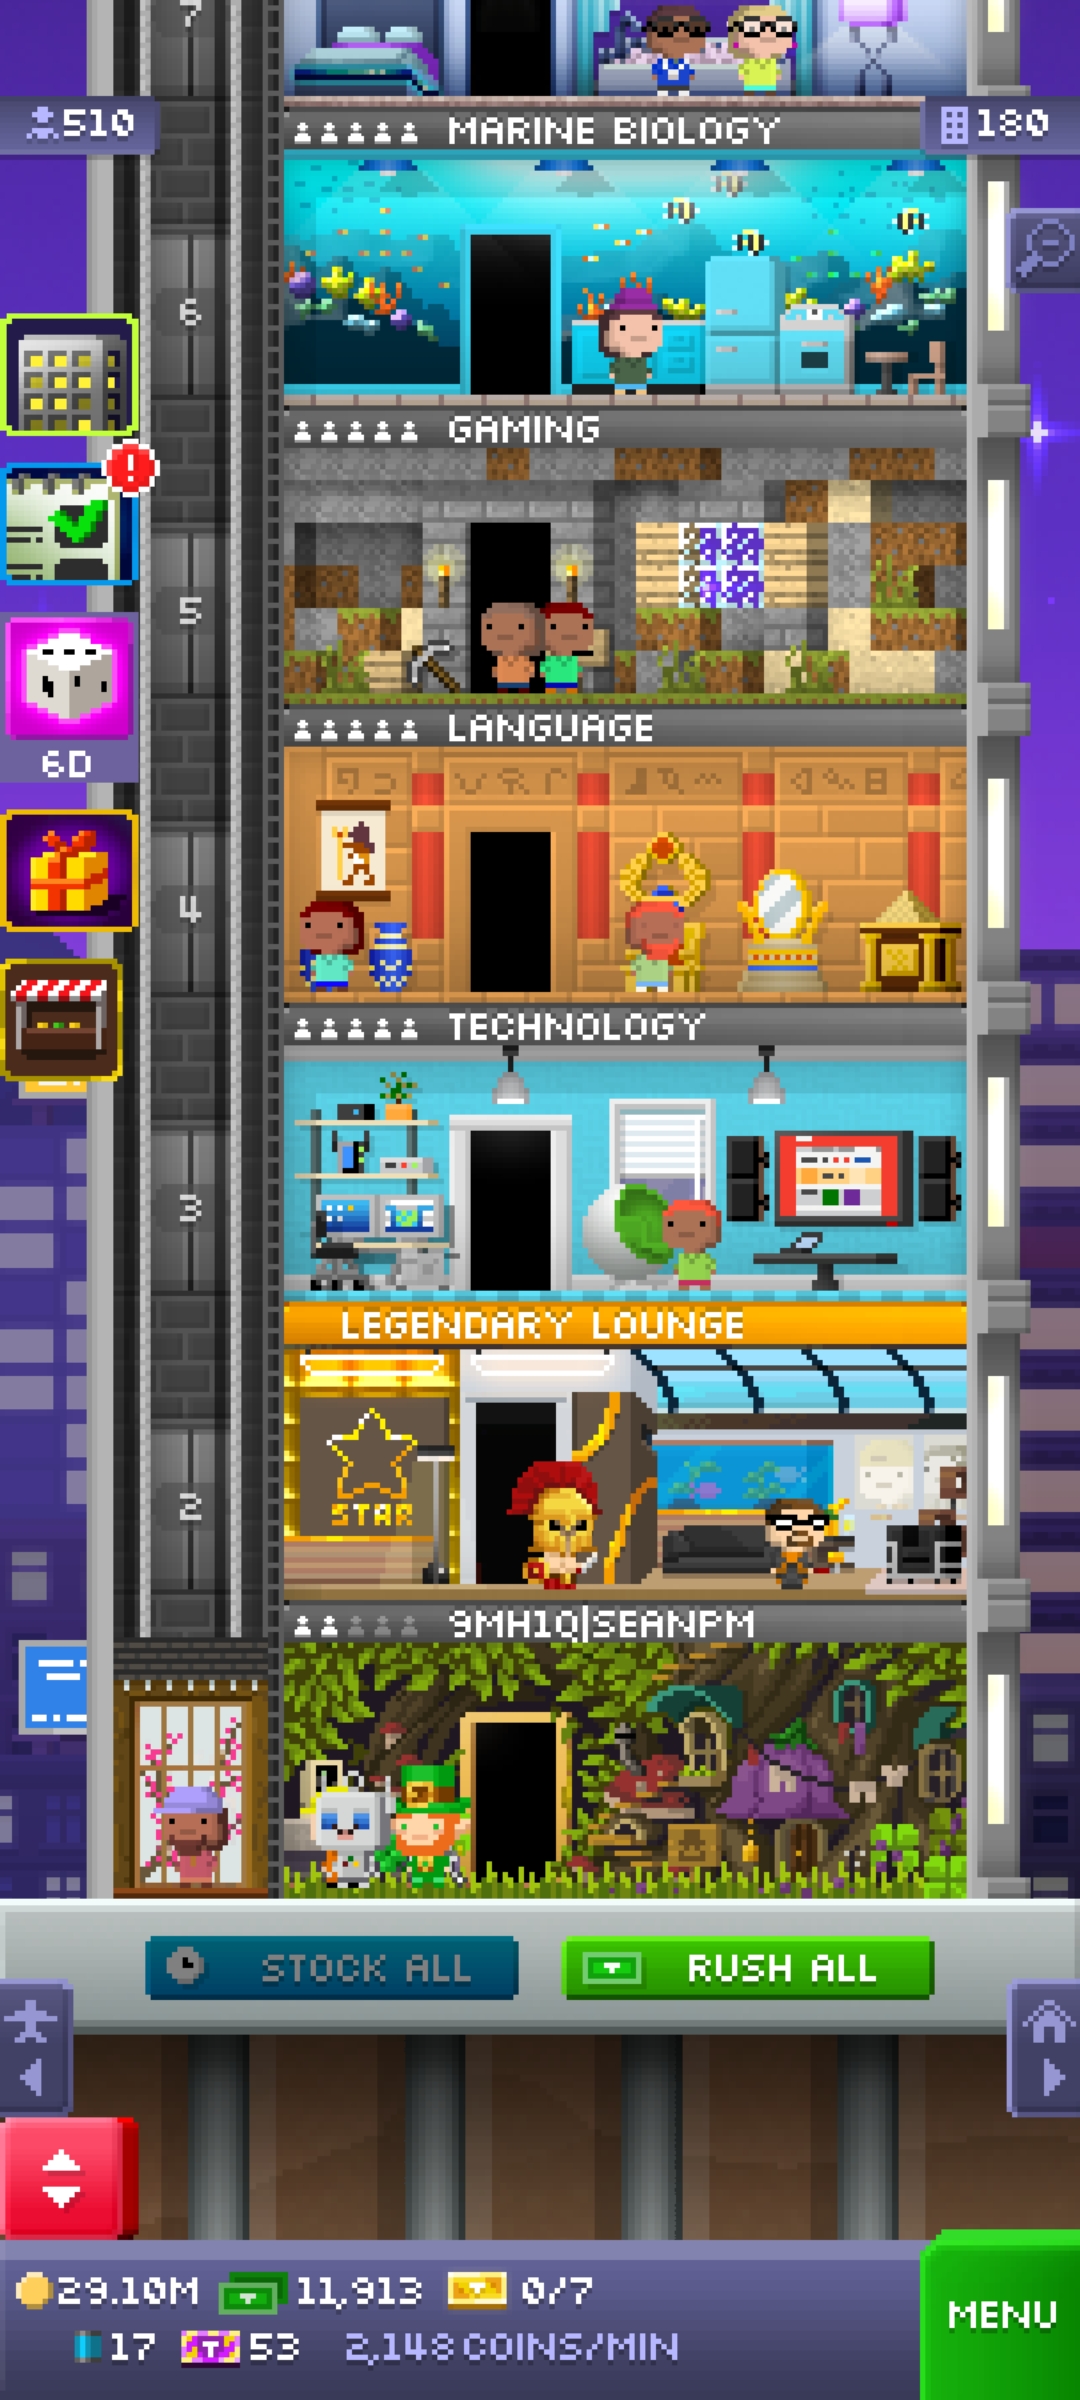 7
510
MARINE BIOLOGY
180
6
GAMING
5
LANGUAGE
6D
4
TECHNOLOGY
3
LEGENDARY LOUNGE
STAR
2
9MH1Q|SEANPM
STOCK ALL
RUSH ALL
29.10M
11,913
0/7
MENU
17
53
2,148 COINS/MIN